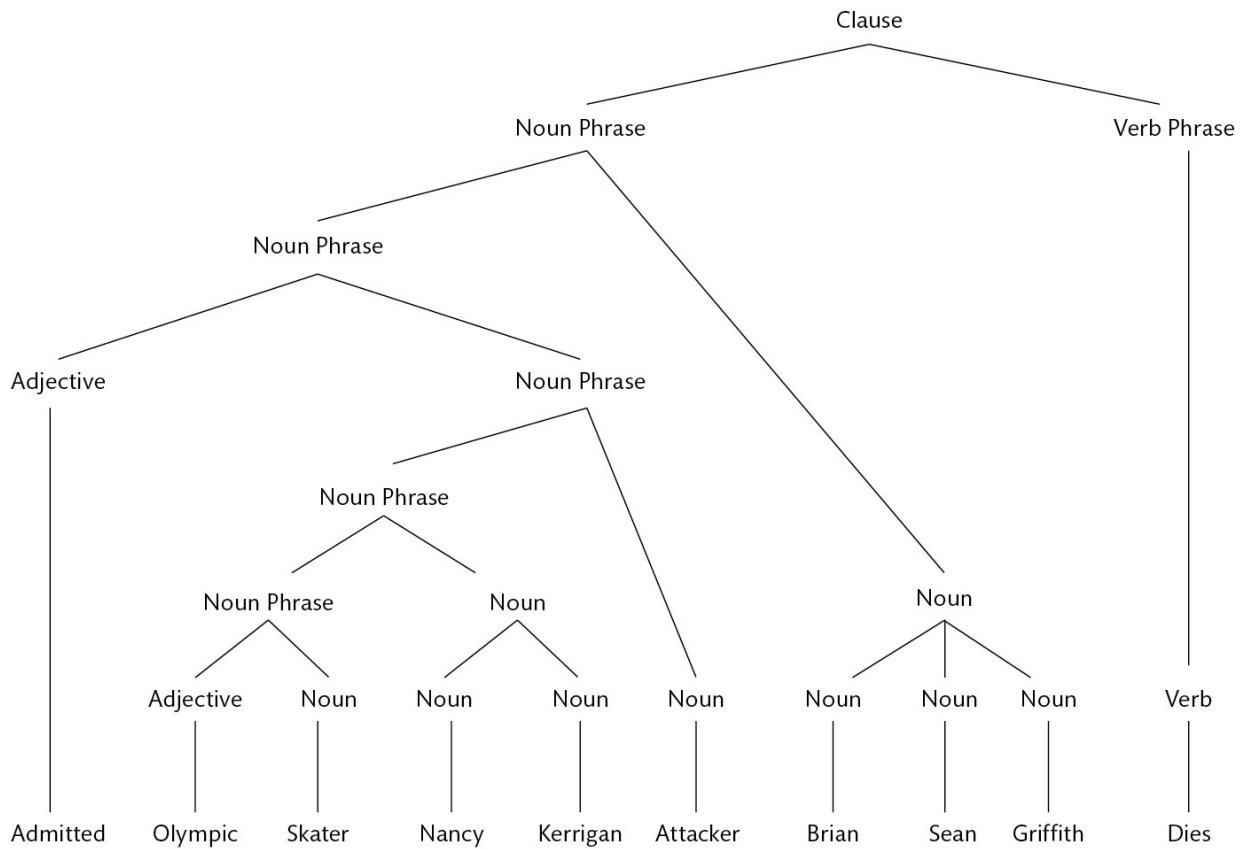 Clause
Noun Phrase Verb Phrase
Noun Phrase
Adjective Noun Phrase
Noun Phrase
Noun Phrase Noun Noun
Adjective Noun Noun Noun Noun Noun Noun Noun Verb
Admitted Olympic Skater Nancy Kerrigan Attacker Brian Sean Griffith Dies